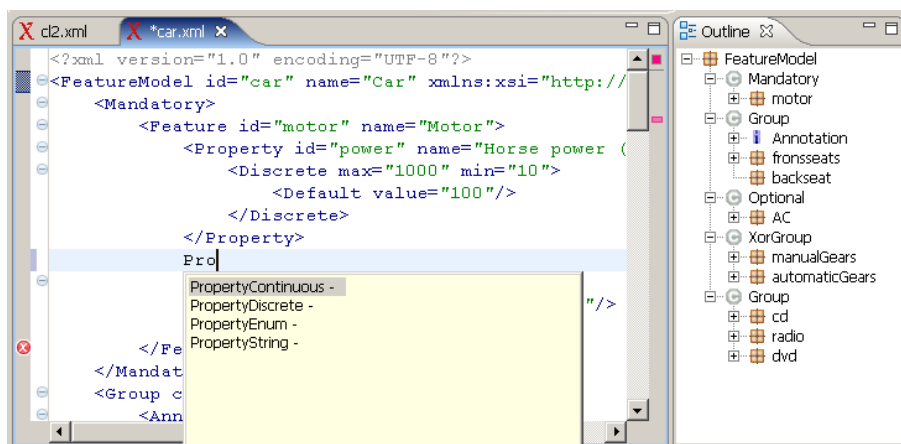 cl2.xml
*car.xml
<?xml version="1.0" encoding="UTF-8"?>
<FeatureModel id="car" name="Car" xmlns:xsi="http://
<Mandatory>
<Feature id="motor" name="Motor">
<Property id="power" name="Horse power (
<Discrete max="1000" min="10">
<Default value="100"/>
</Discrete>
</Property>
Pro
PropertyContinuous -
PropertyDiscrete -
"/>
PropertyEnum -
PropertyString -
</Fe
</Mandat
<Group c
<Ann
Outline
FeatureModel
Mandatory
motor
Group
Annotation
fronsseats
backseat
Optional
AC
XorGroup
manualGears
automaticGears
Group
cd
radio
dvd